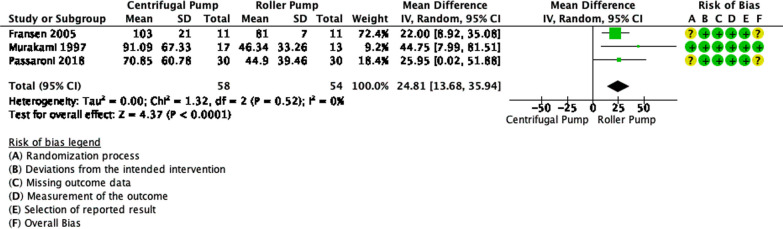 Centrifugal Pump Roller Pump Mean Difference Mean Difference Risk of Bias
Study or Subgroup Mean SD Total Mean SD Total Weight IV, Random, 95% CI IV, Random, 95% CI A B C D E F
Fransen 2005 103 21 11 81 7 11 72.4% 22.00 [8.92, 35.08] ? + + + + ?
Murakami 1997 91.09 67.33 17 46.34 33.26 13 9.2% 44.75 [7.99, 81.51] + + + + + +
Passaroni 2018 70.85 60.78 30 44.9 39.46 30 18.4% 25.95 [0.02, 51.88] ? + + + + ?
Total (95% CI) 58 54 100.0% 24.81 [13.68, 35.94]
Heterogeneity: Tau² = 0.00; Chi² = 1.32, df = 2 (P = 0.52); I² = 0%
Test for overall effect: Z = 4.37 (P < 0.0001)
-50 -25 0 25 50
Centrifugal Pump Roller Pump
Risk of bias legend
(A) Randomization process
(B) Deviations from the intended intervention
(C) Missing outcome data
(D) Measurement of the outcome
(E) Selection of reported result
(F) Overall Bias